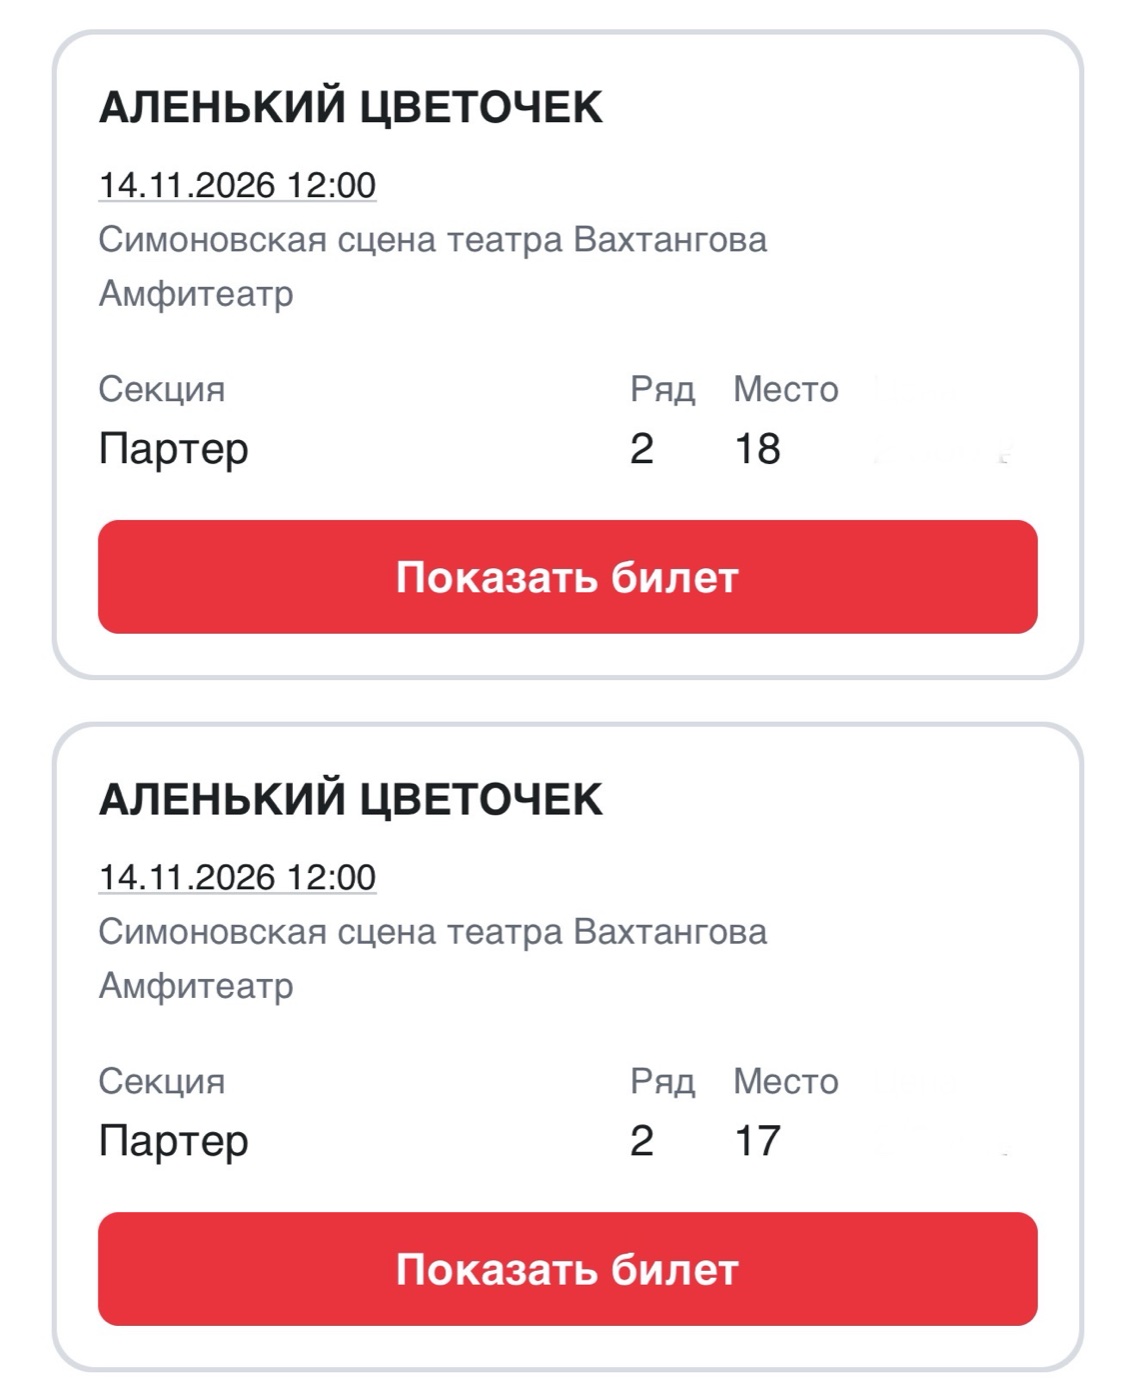 АЛЕНЬКИЙ ЦВЕТОЧЕК
14.11.2026 12:00
Симоновская сцена театра Вахтангова
Амфитеатр
Секция Ряд Место
Партер 2 18
Показать билет
АЛЕНЬКИЙ ЦВЕТОЧЕК
14.11.2026 12:00
Симоновская сцена театра Вахтангова
Амфитеатр
Секция Ряд Место
Партер 2 17
Показать билет